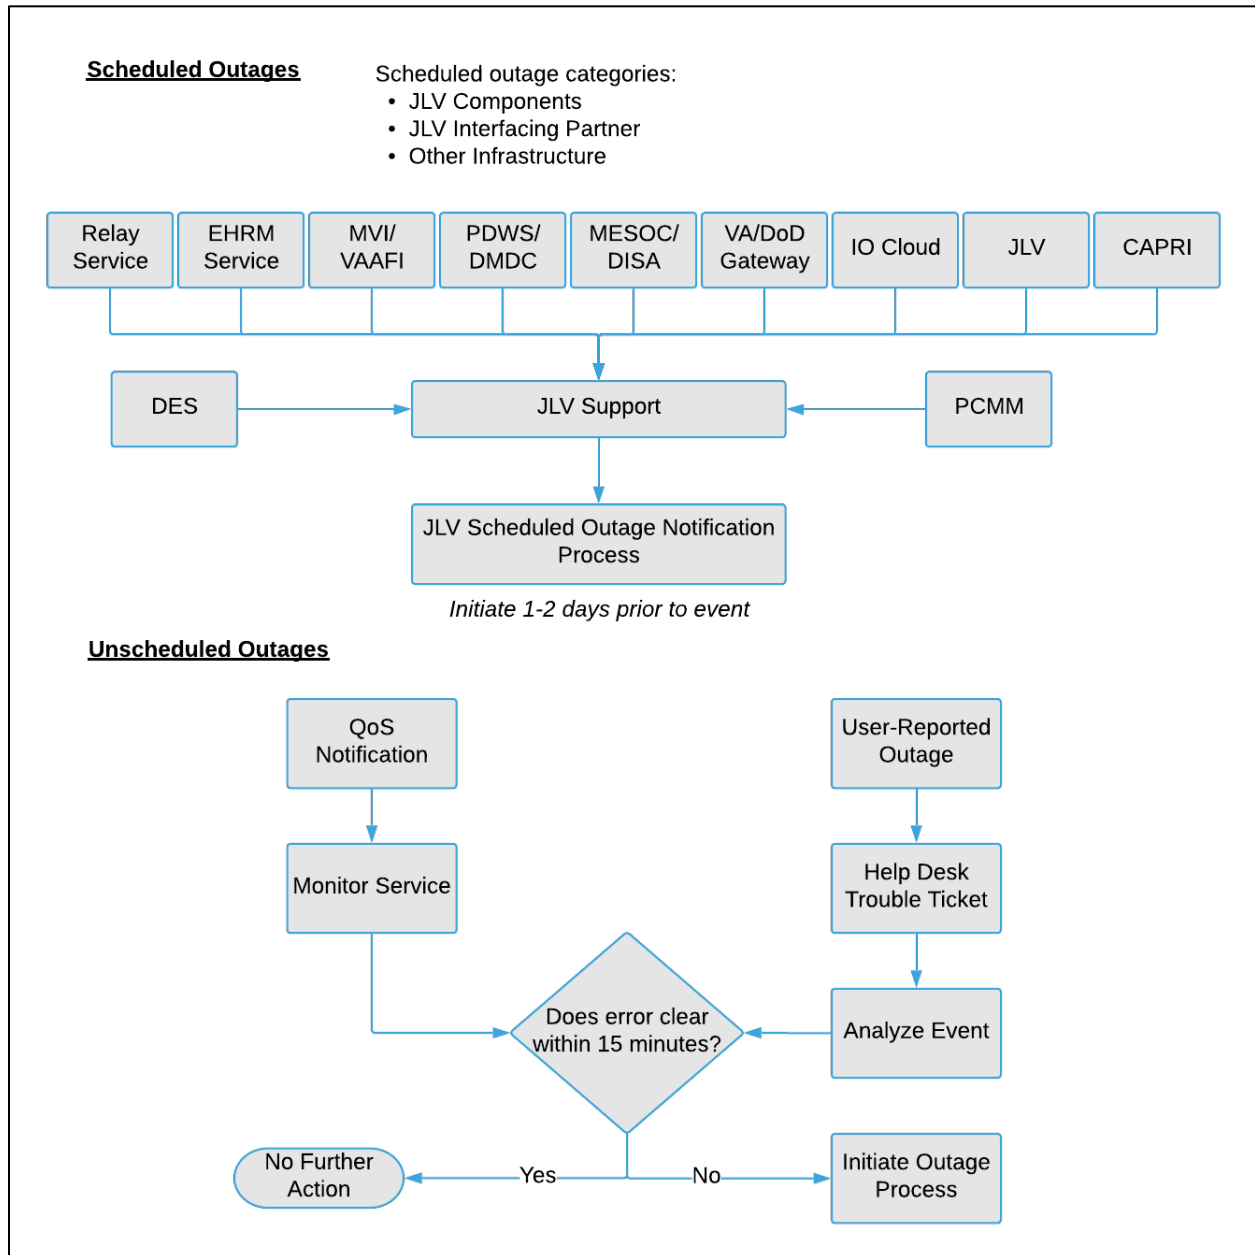 Scheduled Outages
Scheduled outage categories:
• JLV Components
• JLV Interfacing Partner
• Other Infrastructure
Relay
Service
EHRM
Service
MVI/
VAAFI
PDWS/
DMDC
MESOC/
DISA
VA/DoD
Gateway
IO Cloud
JLV
CAPRI
DES
JLV Support
PCMM
JLV Scheduled Outage Notification
Process
Initiate 1-2 days prior to event
Unscheduled Outages
QoS
Notification
User-Reported
Outage
Monitor Service
Help Desk
Trouble Ticket
Does error clear
within 15 minutes?
Analyze Event
No Further
Action
Yes
No
Initiate Outage
Process